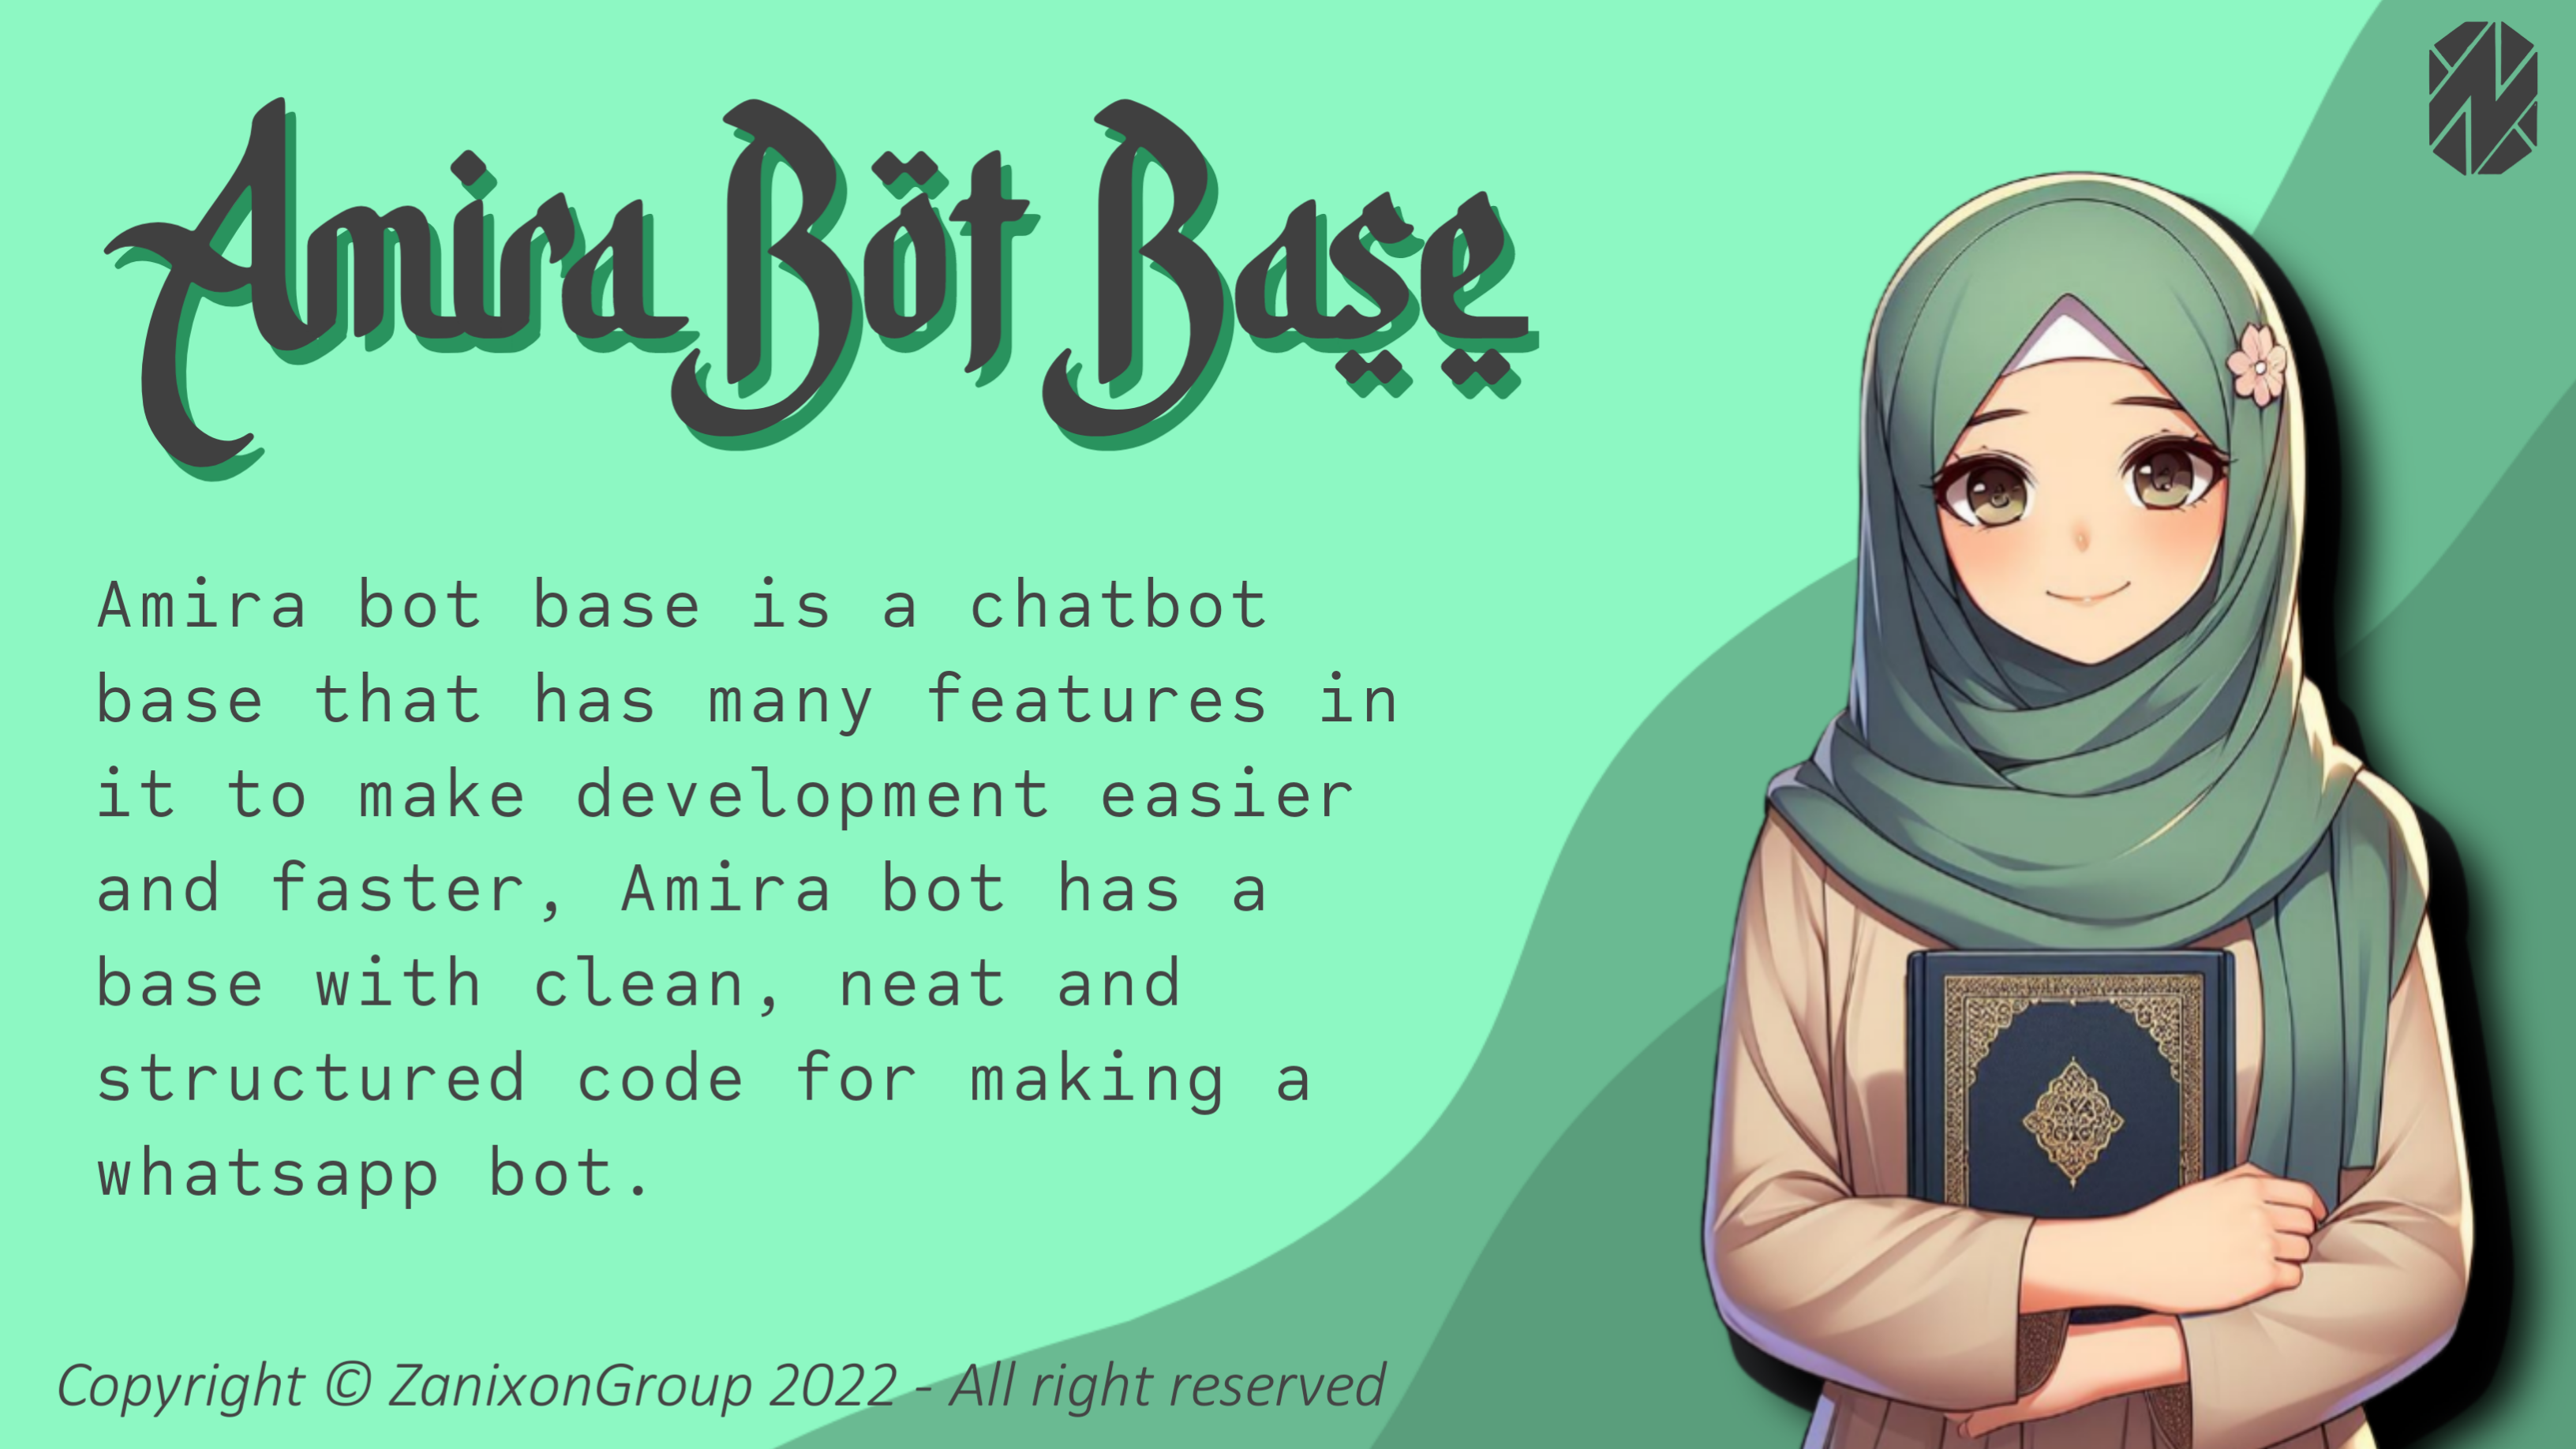 Amira Bot Base
Amira bot base is a chatbot
base that has many features in
it to make development easier
and faster, Amira bot has a
base with clean, neat and
structured code for making a
whatsapp bot.
Copyright © ZanixonGroup 2022 - All right reserved